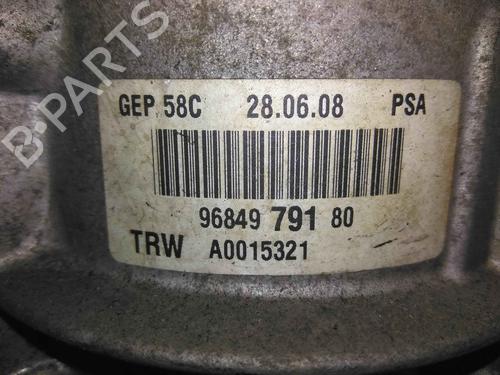 B-PARTS
GEP 58C 28.06.08 PSA
96849 791 80
TRW A0015321